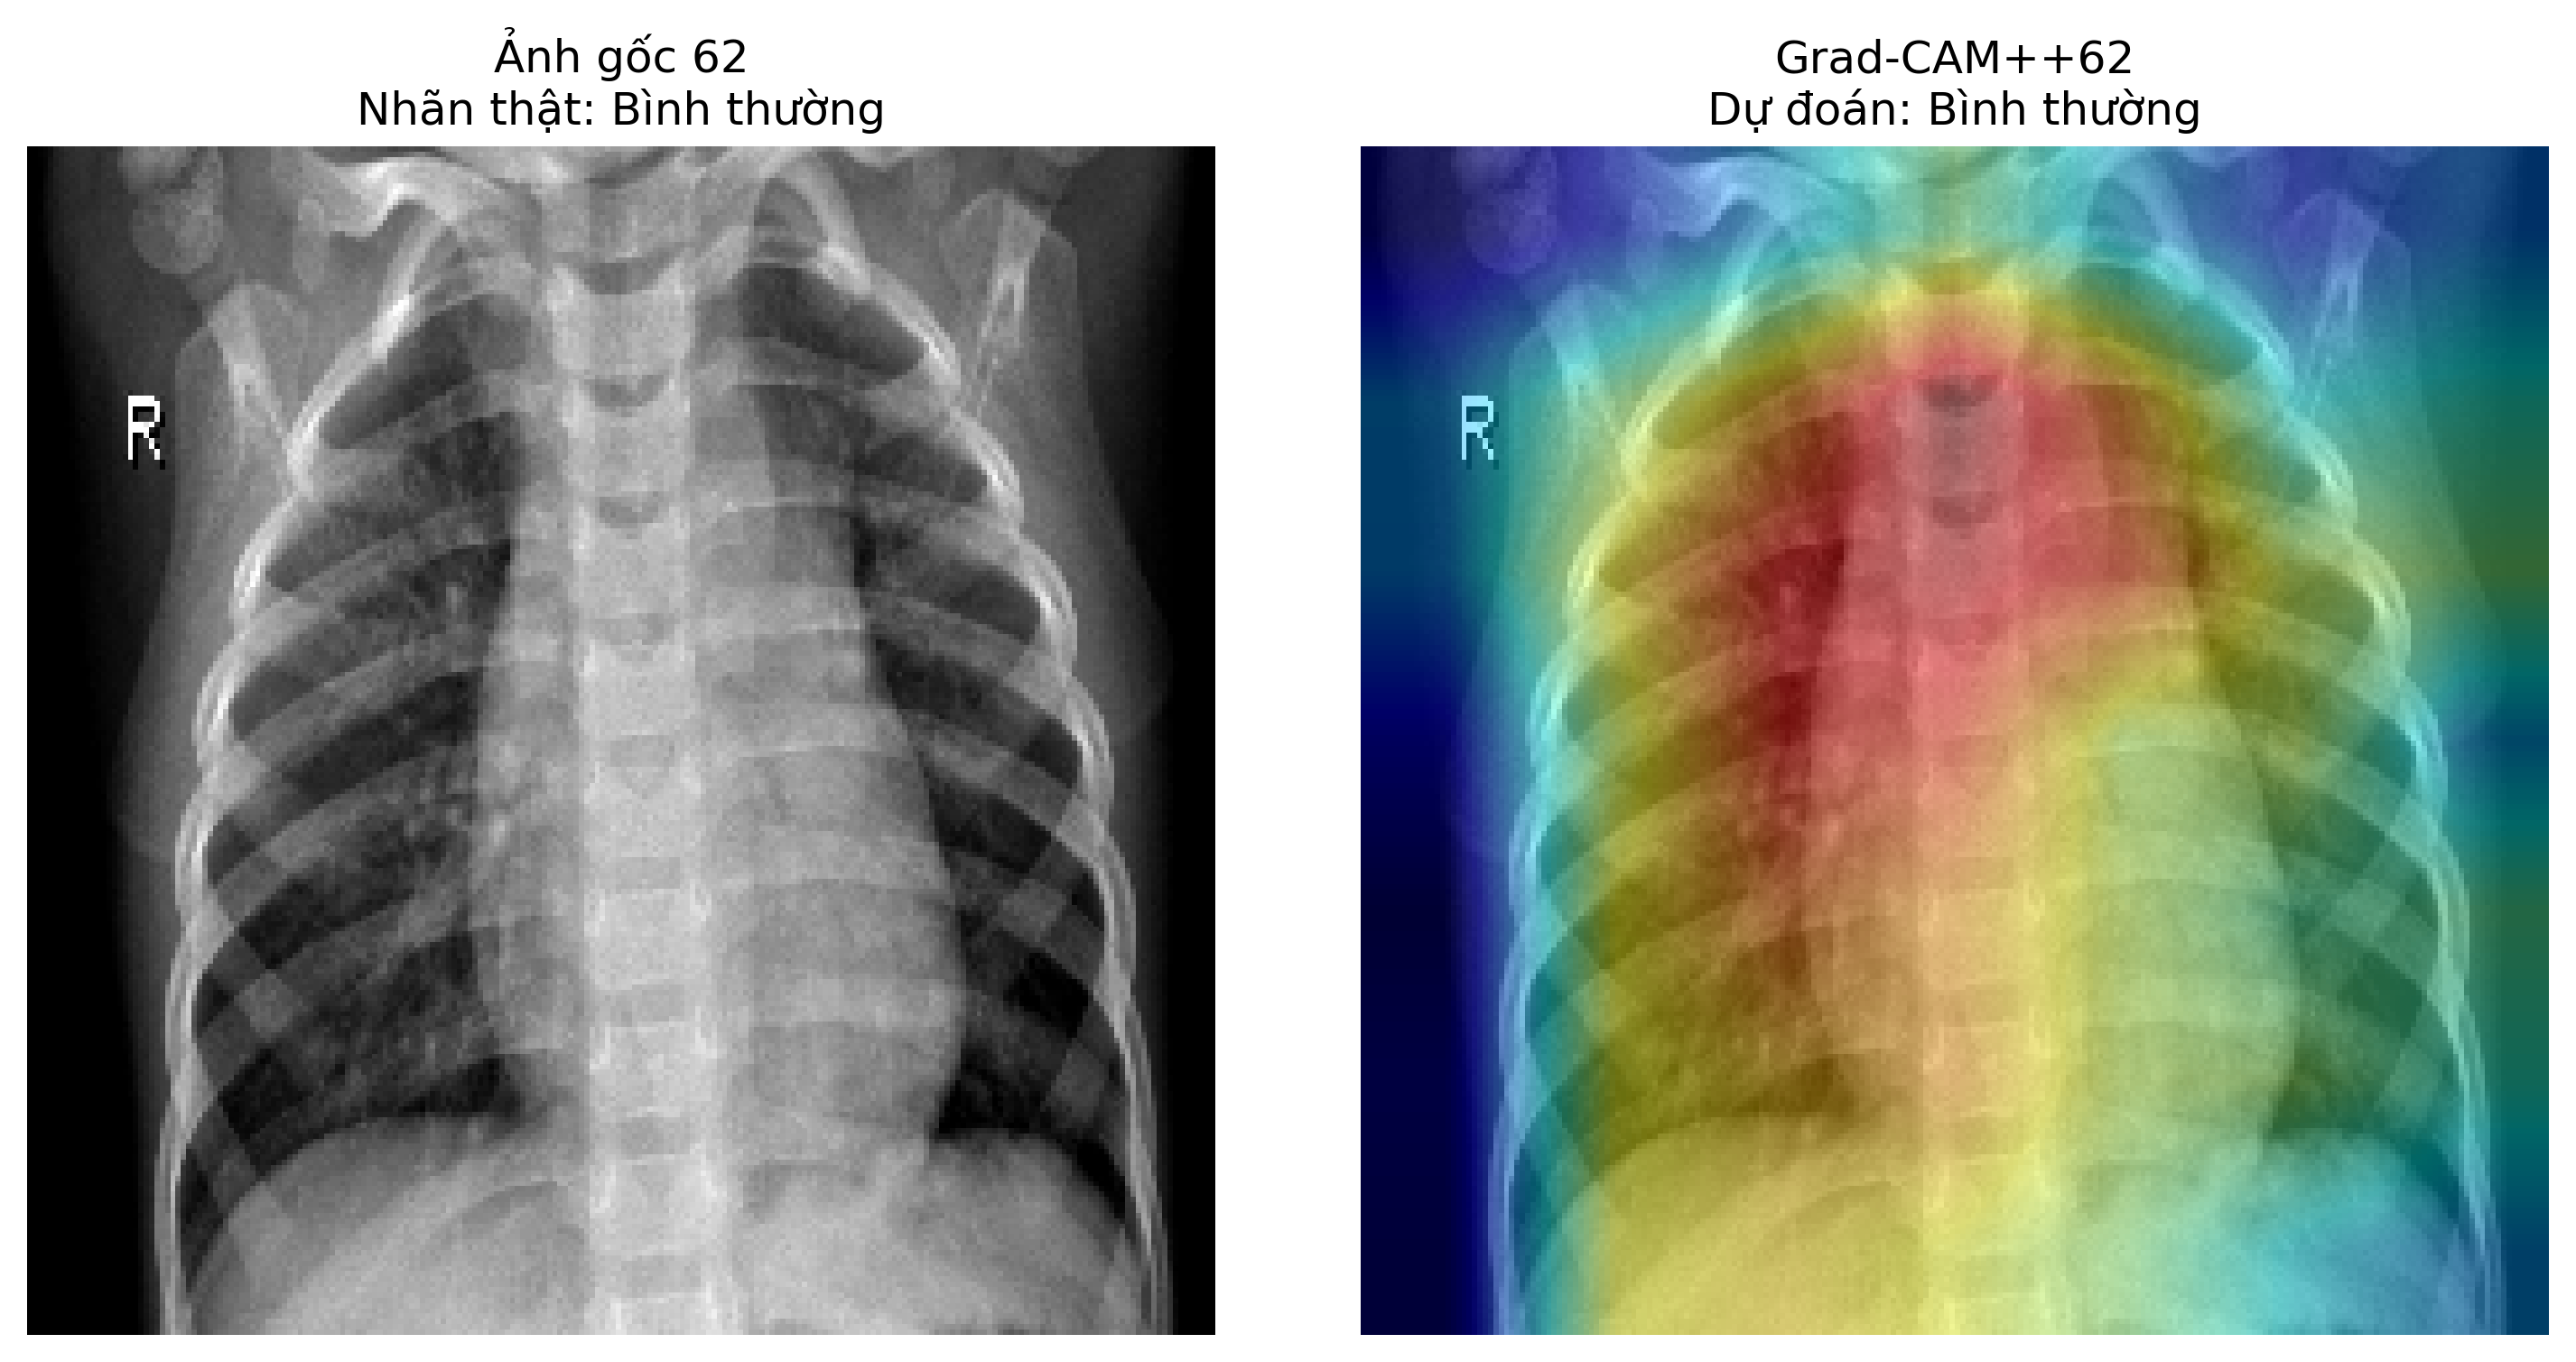 Ảnh gốc 62
Nhãn thật: Bình thường
Grad-CAM++62
Dự đoán: Bình thường
R
R